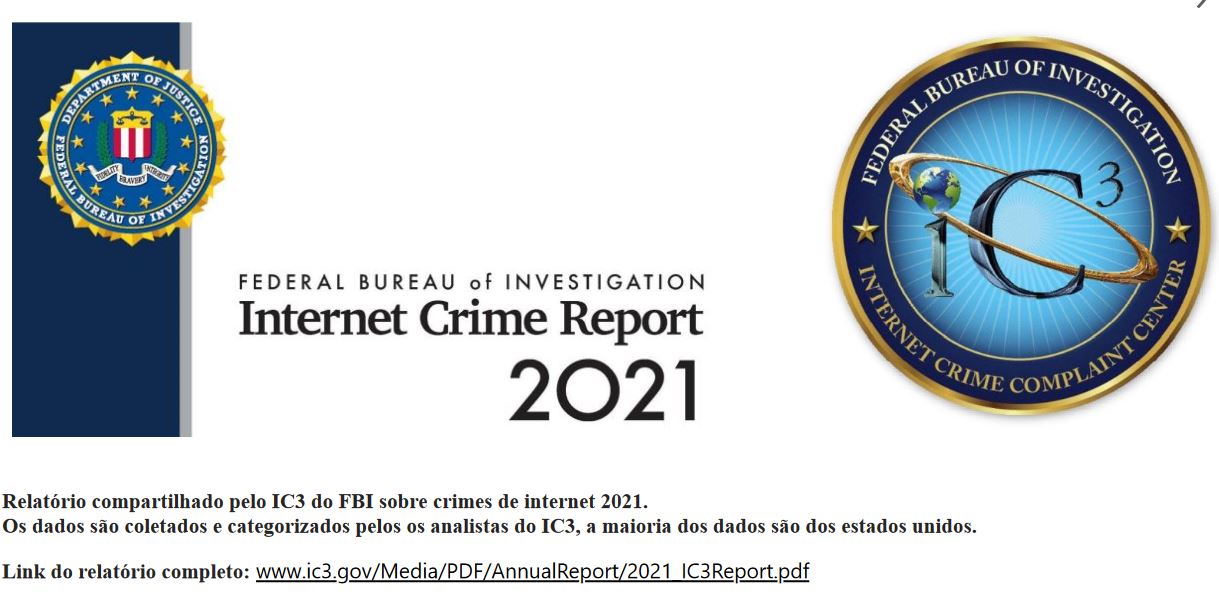 DEPARTMENT OF JUSTICE
FIDELITY BRAVERY INTEGRITY
FEDERAL BUREAU OF INVESTIGATION
FEDERAL BUREAU OF INVESTIGATION
iC3
INTERNET CRIME COMPLAINT CENTER
FEDERAL BUREAU of INVESTIGATION
Internet Crime Report
2021
Relatório compartilhado pelo IC3 do FBI sobre crimes de internet 2021.
Os dados são coletados e categorizados pelos os analistas do IC3, a maioria dos dados são dos estados unidos.
Link do relatório completo: www.ic3.gov/Media/PDF/AnnualReport/2021_IC3Report.pdf